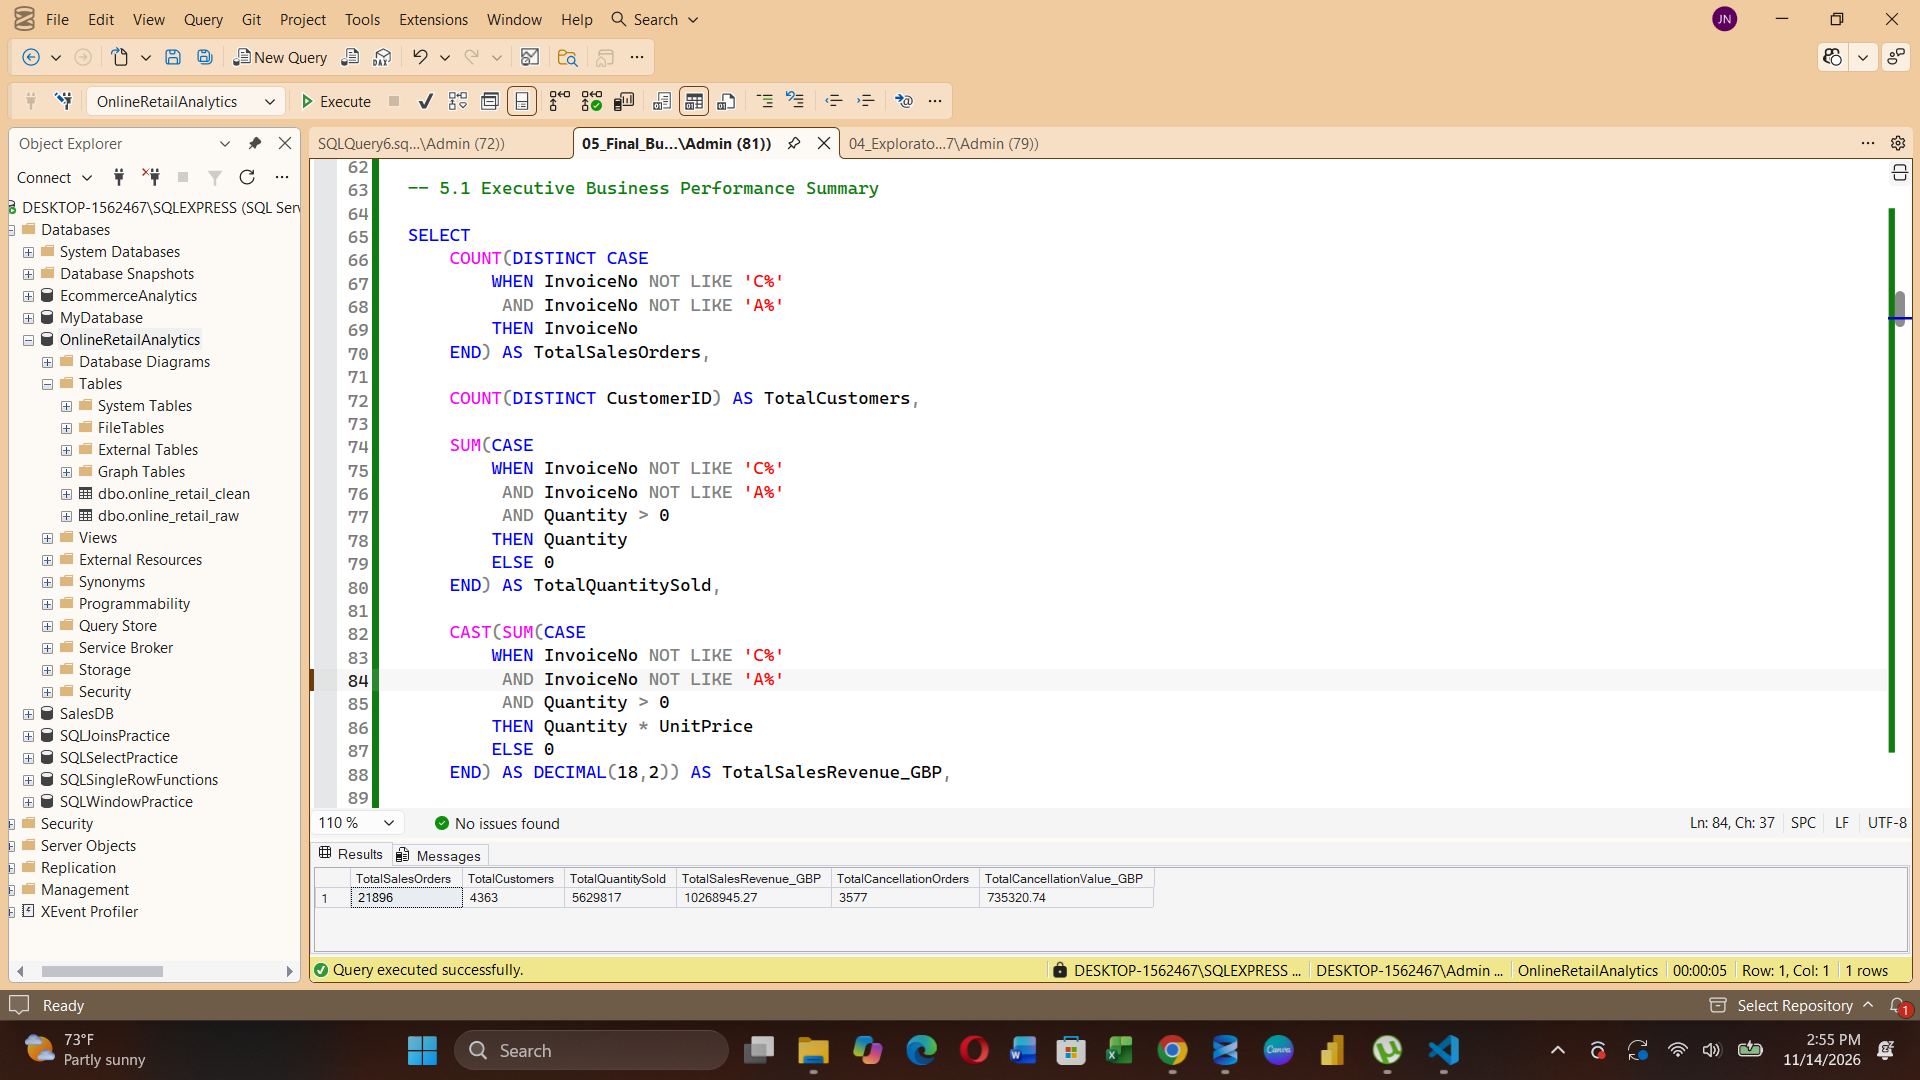 File Edit View Query Git Project Tools Extensions Window Help Search JN
New Query
OnlineRetailAnalytics Execute
Object Explorer
SQLQuery6.sq...\Admin (72))
05_Final_Bu...\Admin (81))
04_Explorato...7\Admin (79))
Connect
DESKTOP-1562467\SQLEXPRESS (SQL Serv
Databases
System Databases
Database Snapshots
EcommerceAnalytics
MyDatabase
OnlineRetailAnalytics
Database Diagrams
Tables
System Tables
FileTables
External Tables
Graph Tables
dbo.online_retail_clean
dbo.online_retail_raw
Views
External Resources
Synonyms
Programmability
Query Store
Service Broker
Storage
Security
SalesDB
SQLJoinsPractice
SQLSelectPractice
SQLSingleRowFunctions
SQLWindowPractice
Security
Server Objects
Replication
Management
XEvent Profiler
62
63 -- 5.1 Executive Business Performance Summary
64
65 SELECT
66 COUNT(DISTINCT CASE
67 WHEN InvoiceNo NOT LIKE 'C%'
68 AND InvoiceNo NOT LIKE 'A%'
69 THEN InvoiceNo
70 END) AS TotalSalesOrders,
71
72 COUNT(DISTINCT CustomerID) AS TotalCustomers,
73
74 SUM(CASE
75 WHEN InvoiceNo NOT LIKE 'C%'
76 AND InvoiceNo NOT LIKE 'A%'
77 AND Quantity > 0
78 THEN Quantity
79 ELSE 0
80 END) AS TotalQuantitySold,
81
82 CAST(SUM(CASE
83 WHEN InvoiceNo NOT LIKE 'C%'
84 AND InvoiceNo NOT LIKE 'A%'
85 AND Quantity > 0
86 THEN Quantity * UnitPrice
87 ELSE 0
88 END) AS DECIMAL(18,2)) AS TotalSalesRevenue_GBP,
89
110 % No issues found Ln: 84, Ch: 37 SPC LF UTF-8
Results Messages
TotalSalesOrders TotalCustomers TotalQuantitySold TotalSalesRevenue_GBP TotalCancellationOrders TotalCancellationValue_GBP
1 21896 4363 5629817 10268945.27 3577 735320.74
Query executed successfully. DESKTOP-1562467\SQLEXPRESS ... DESKTOP-1562467\Admin ... OnlineRetailAnalytics 00:00:05 Row: 1, Col: 1 1 rows
Ready Select Repository 1
73°F
Partly sunny
Search
Canva
2:55 PM
11/14/2026